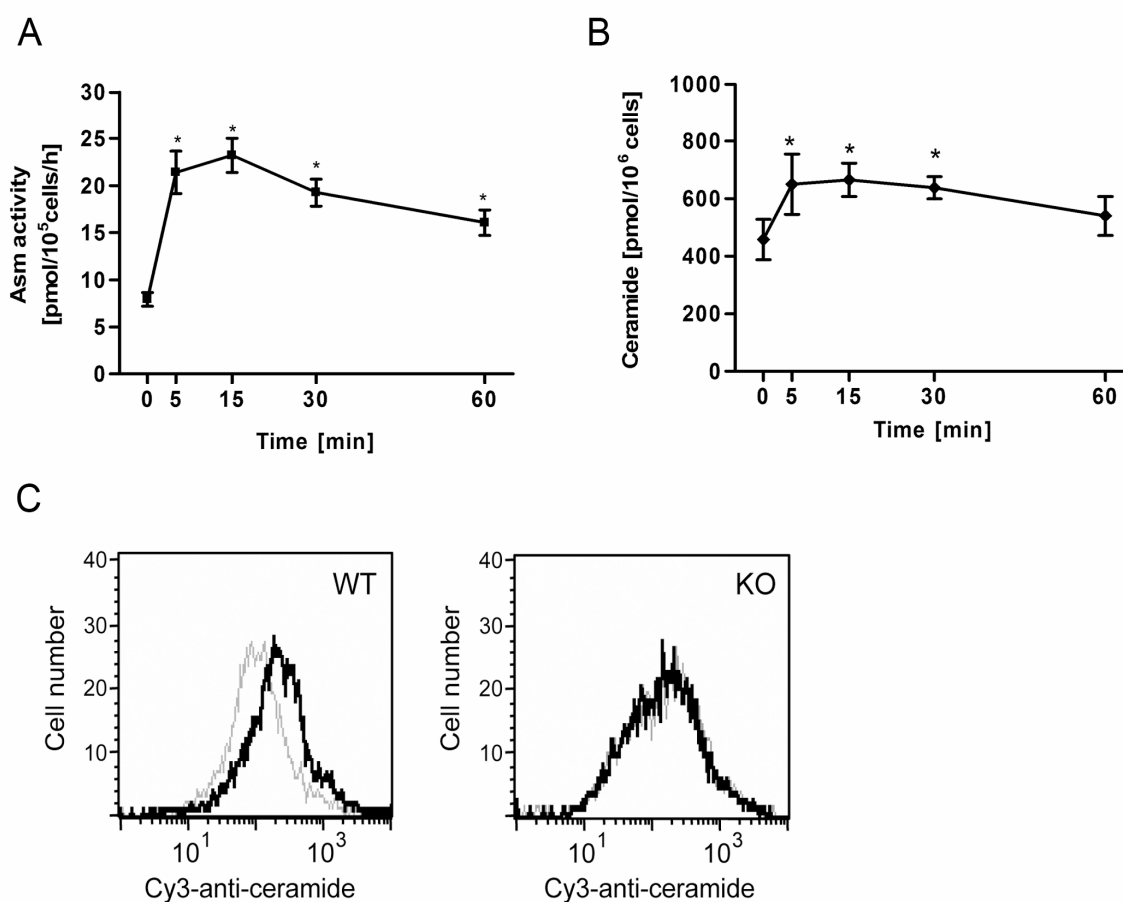 A
B
30
25
20
15
10
5
0
Asm activity
[pmol/10⁵cells/h]
*
*
*
*
0 5 15 30 60
Time [min]
1000
800
600
400
200
0
Ceramide [pmol/10⁶ cells]
*
*
*
0 5 15 30 60
Time [min]
C
40
30
20
10
Cell number
WT
10¹ 10³
Cy3-anti-ceramide
40
30
20
10
Cell number
KO
10¹ 10³
Cy3-anti-ceramide